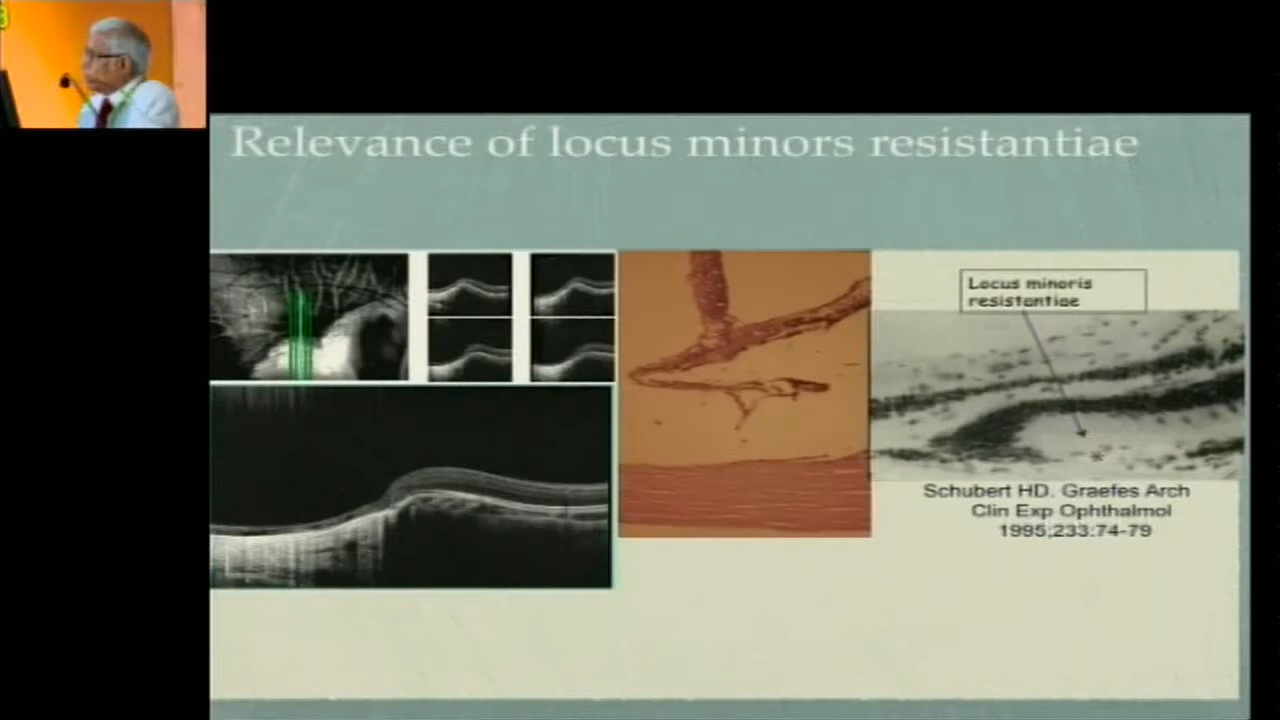 Relevance of locus minors resistantiae
Locus minoris
resistantiae
*
Schubert HD. Graefes Arch
Clin Exp Ophthalmol
1995;233:74-79